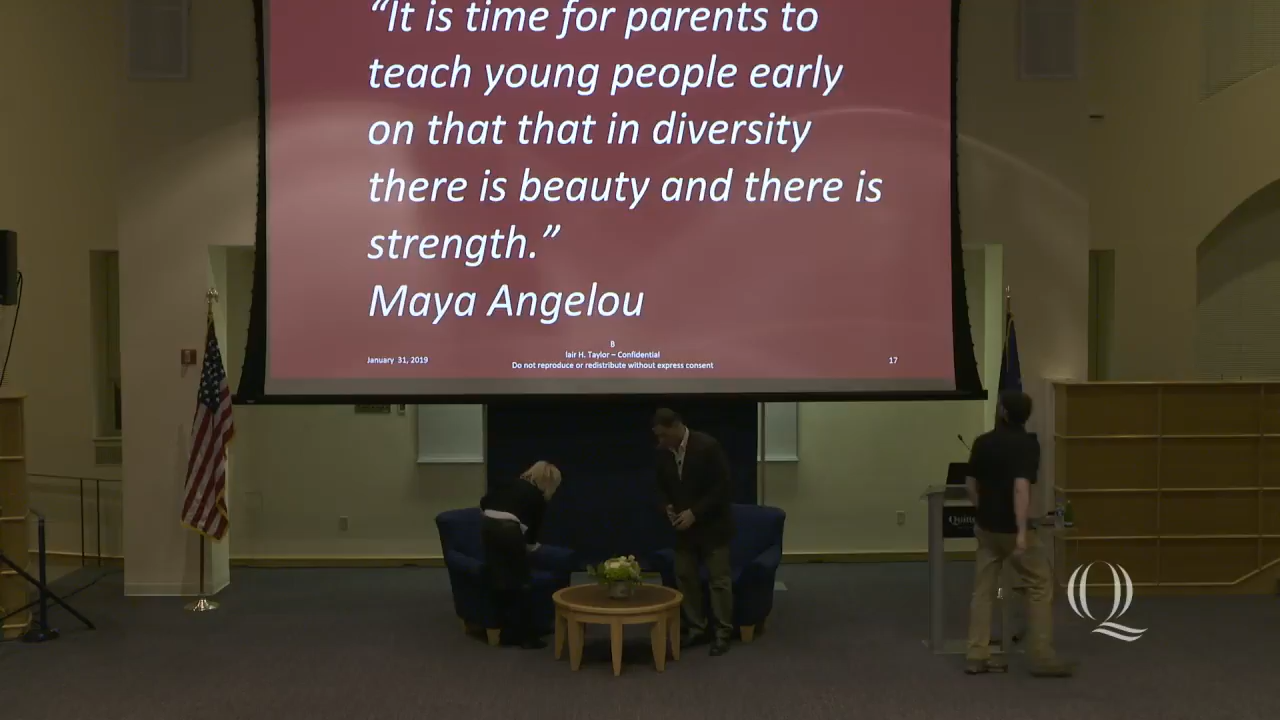 “It is time for parents to
teach young people early
on that that in diversity
there is beauty and there is
strength.”
Maya Angelou
B
lair H. Taylor – Confidential
Do not reproduce or redistribute without express consent
January 31, 2019
17
Q